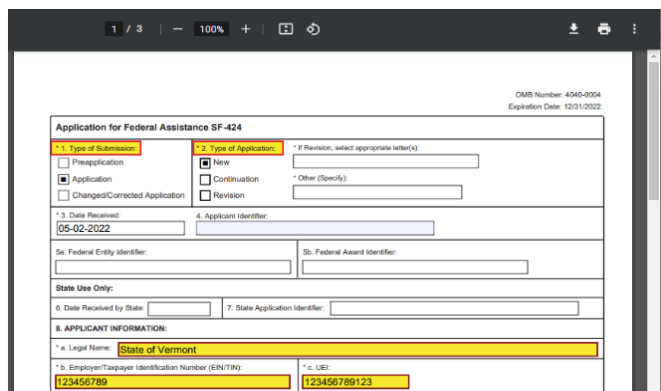 1 / 3 — 100% +
OMB Number: 4040-0004
Expiration Date: 12/31/2022
Application for Federal Assistance SF-424
* 1. Type of Submission:
Preapplication
Application
Changed/Corrected Application
* 2. Type of Application:
New
Continuation
Revision
* If Revision, select appropriate letter(s):
* Other (Specify):
* 3. Date Received:
05-02-2022
4. Applicant Identifier:
5a. Federal Entity Identifier:
5b. Federal Award Identifier:
State Use Only:
6. Date Received by State:
7. State Application Identifier:
8. APPLICANT INFORMATION:
* a. Legal Name: State of Vermont
* b. Employer/Taxpayer Identification Number (EIN/TIN):
123456789
* c. UEI:
123456789123